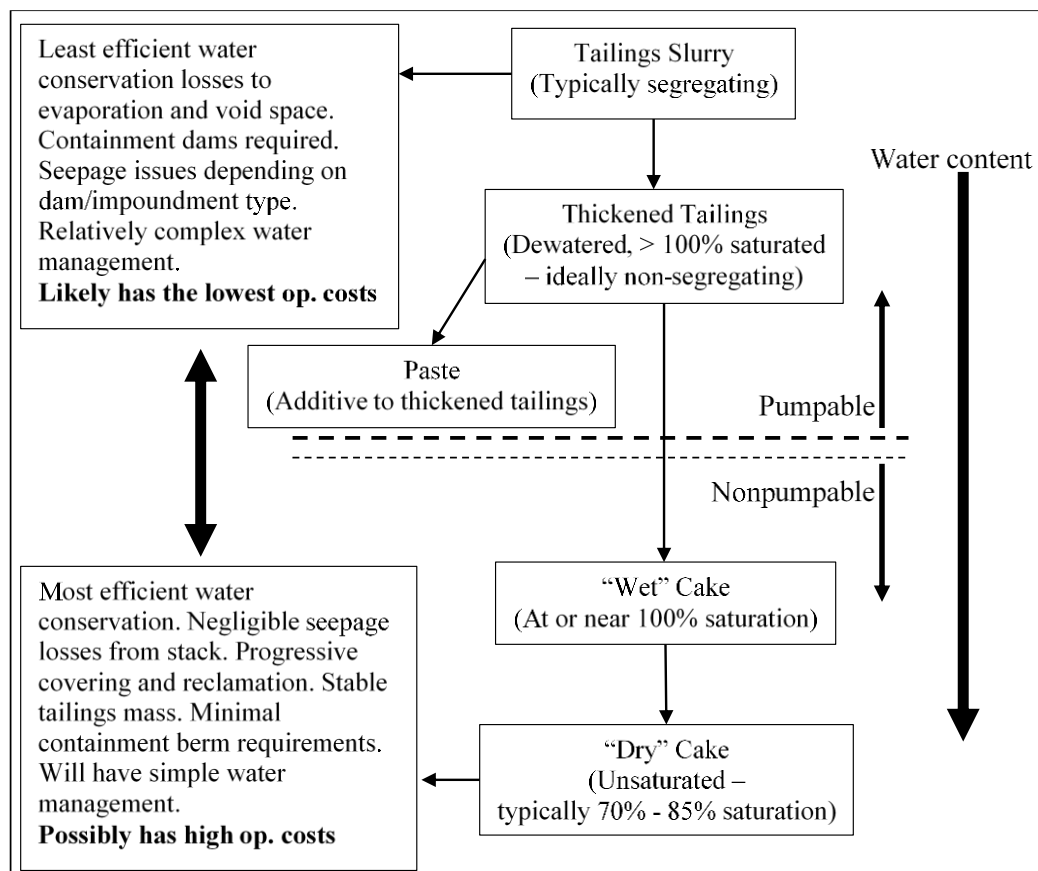 Least efficient water
conservation losses to
evaporation and void space.
Containment dams required.
Seepage issues depending on
dam/impoundment type.
Relatively complex water
management.
Likely has the lowest op. costs
Tailings Slurry
(Typically segregating)
Water content
Thickened Tailings
(Dewatered, > 100% saturated
– ideally non-segregating)
Paste
(Additive to thickened tailings)
Pumpable
Nonpumpable
“Wet” Cake
(At or near 100% saturation)
Most efficient water
conservation. Negligible seepage
losses from stack. Progressive
covering and reclamation. Stable
tailings mass. Minimal
containment berm requirements.
Will have simple water
management.
Possibly has high op. costs
“Dry” Cake
(Unsaturated –
typically 70% - 85% saturation)